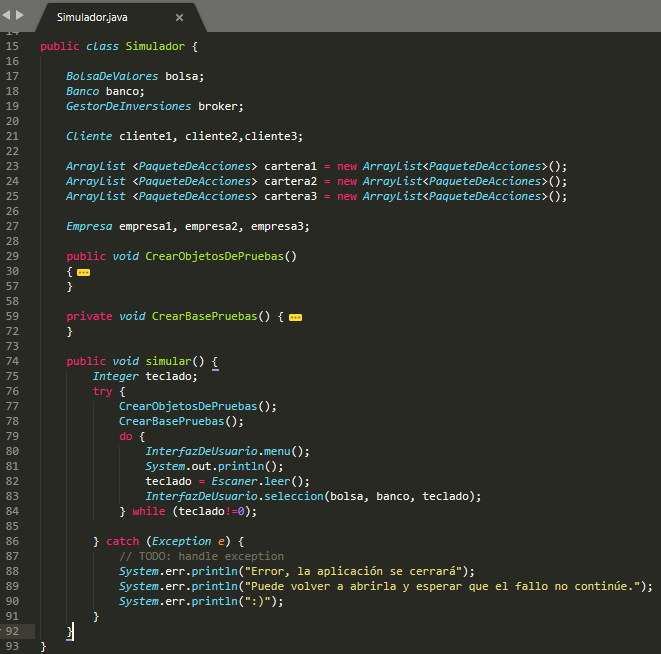 Simulador.java ×
14
15 public class Simulador {
16
17 BolsaDeValores bolsa;
18 Banco banco;
19 GestorDeInversiones broker;
20
21 Cliente cliente1, cliente2,cliente3;
22
23 ArrayList <PaqueteDeAcciones> cartera1 = new ArrayList<PaqueteDeAcciones>();
24 ArrayList <PaqueteDeAcciones> cartera2 = new ArrayList<PaqueteDeAcciones>();
25 ArrayList <PaqueteDeAcciones> cartera3 = new ArrayList<PaqueteDeAcciones>();
26
27 Empresa empresa1, empresa2, empresa3;
28
29 public void CrearObjetosDePruebas()
30 { ...
57 }
58
59 private void CrearBasePruebas() { ...
72 }
73
74 public void simular() {
75 Integer teclado;
76 try {
77 CrearObjetosDePruebas();
78 CrearBasePruebas();
79 do {
80 InterfazDeUsuario.menu();
81 System.out.println();
82 teclado = Escaner.leer();
83 InterfazDeUsuario.seleccion(bolsa, banco, teclado);
84 } while (teclado!=0);
85
86 } catch (Exception e) {
87 // TODO: handle exception
88 System.err.println("Error, la aplicación se cerrará");
89 System.err.println("Puede volver a abrirla y esperar que el fallo no continúe.");
90 System.err.println(":)");
91 }
92 }
93 }